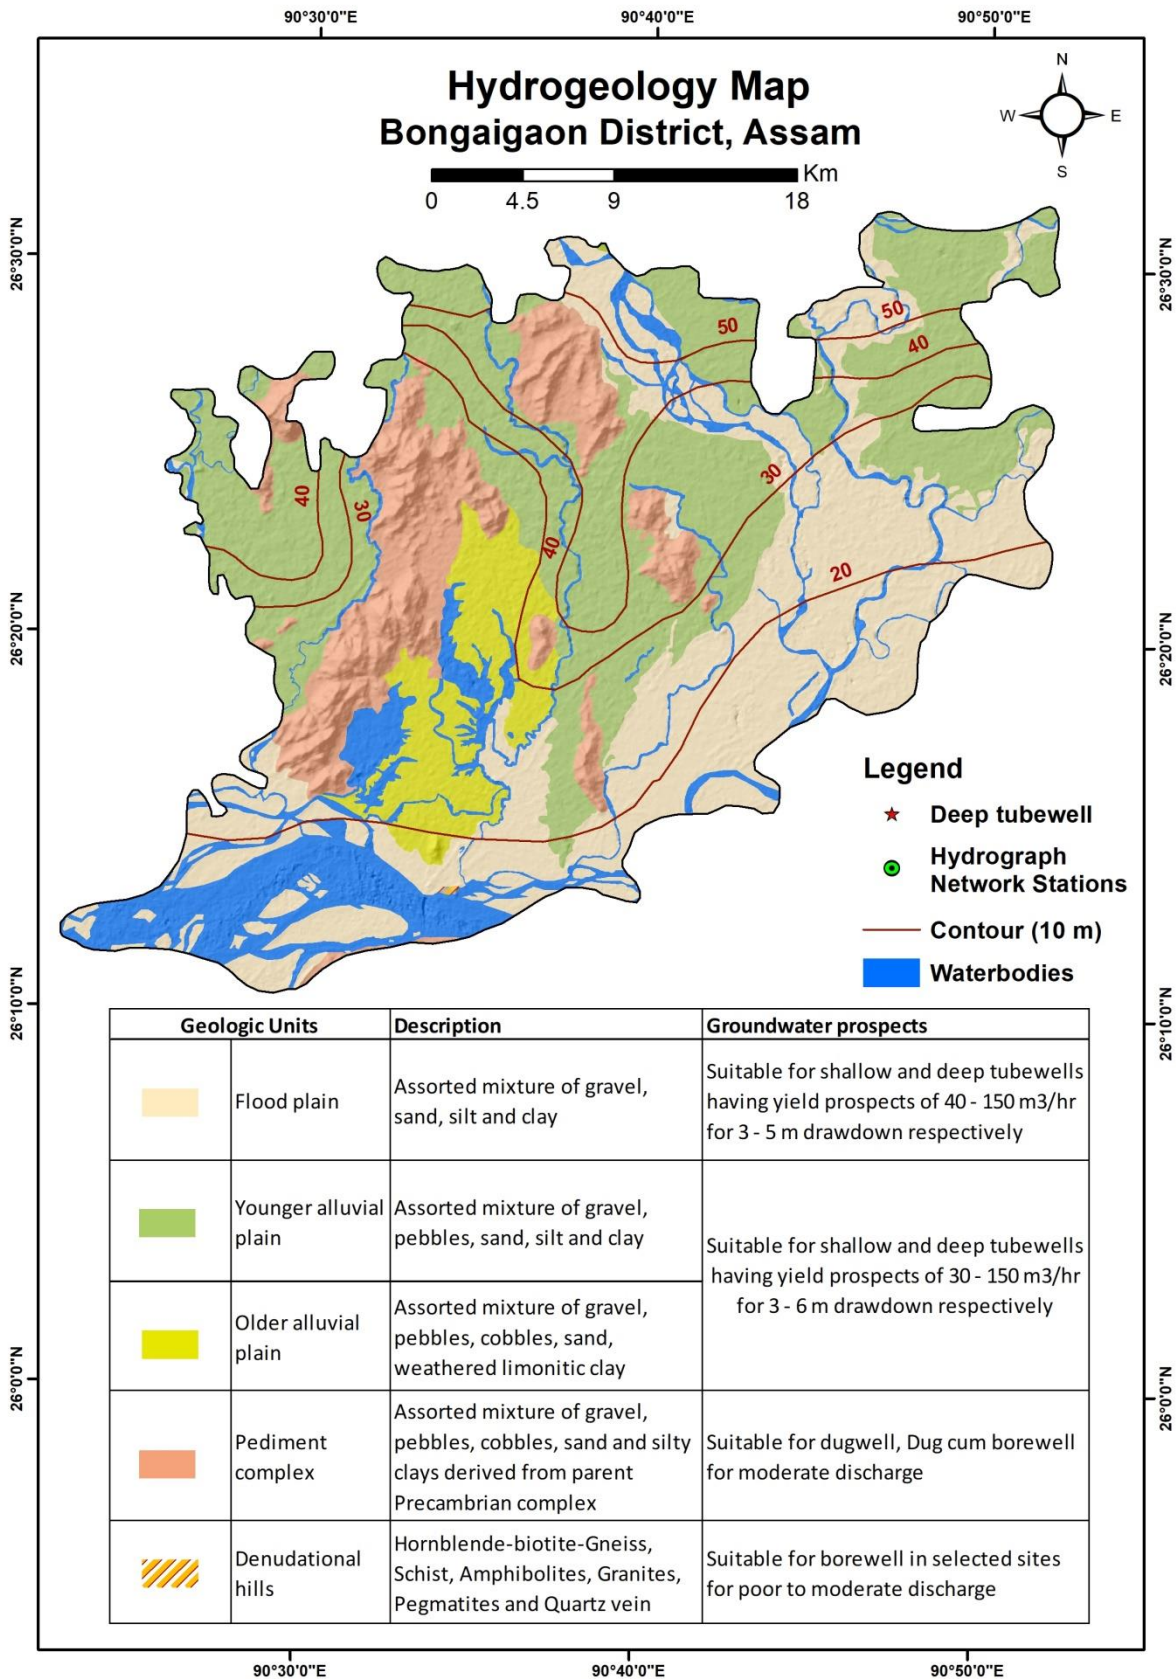 90°30'0"E 90°40'0"E 90°50'0"E
Hydrogeology Map
Bongaigaon District, Assam
N
W E
S
Km
0 4.5 9 18
26°30'0"N
26°30'0"N
50
50
40
40
30
30
40
20
26°20'0"N
26°20'0"N
Legend
Deep tubewell
Hydrograph
Network Stations
Contour (10 m)
Waterbodies
26°10'0"N
26°10'0"N
Geologic Units Description Groundwater prospects
Flood plain
Assorted mixture of gravel,
sand, silt and clay
Suitable for shallow and deep tubewells
having yield prospects of 40 - 150 m3/hr
for 3 - 5 m drawdown respectively
Younger alluvial
plain
Assorted mixture of gravel,
pebbles, sand, silt and clay
Suitable for shallow and deep tubewells
having yield prospects of 30 - 150 m3/hr
for 3 - 6 m drawdown respectively
Older alluvial
plain
Assorted mixture of gravel,
pebbles, cobbles, sand,
weathered limonitic clay
26°0'0"N
26°0'0"N
Pediment
complex
Assorted mixture of gravel,
pebbles, cobbles, sand and silty
clays derived from parent
Precambrian complex
Suitable for dugwell, Dug cum borewell
for moderate discharge
Denudational
hills
Hornblende-biotite-Gneiss,
Schist, Amphibolites, Granites,
Pegmatites and Quartz vein
Suitable for borewell in selected sites
for poor to moderate discharge
90°30'0"E 90°40'0"E 90°50'0"E